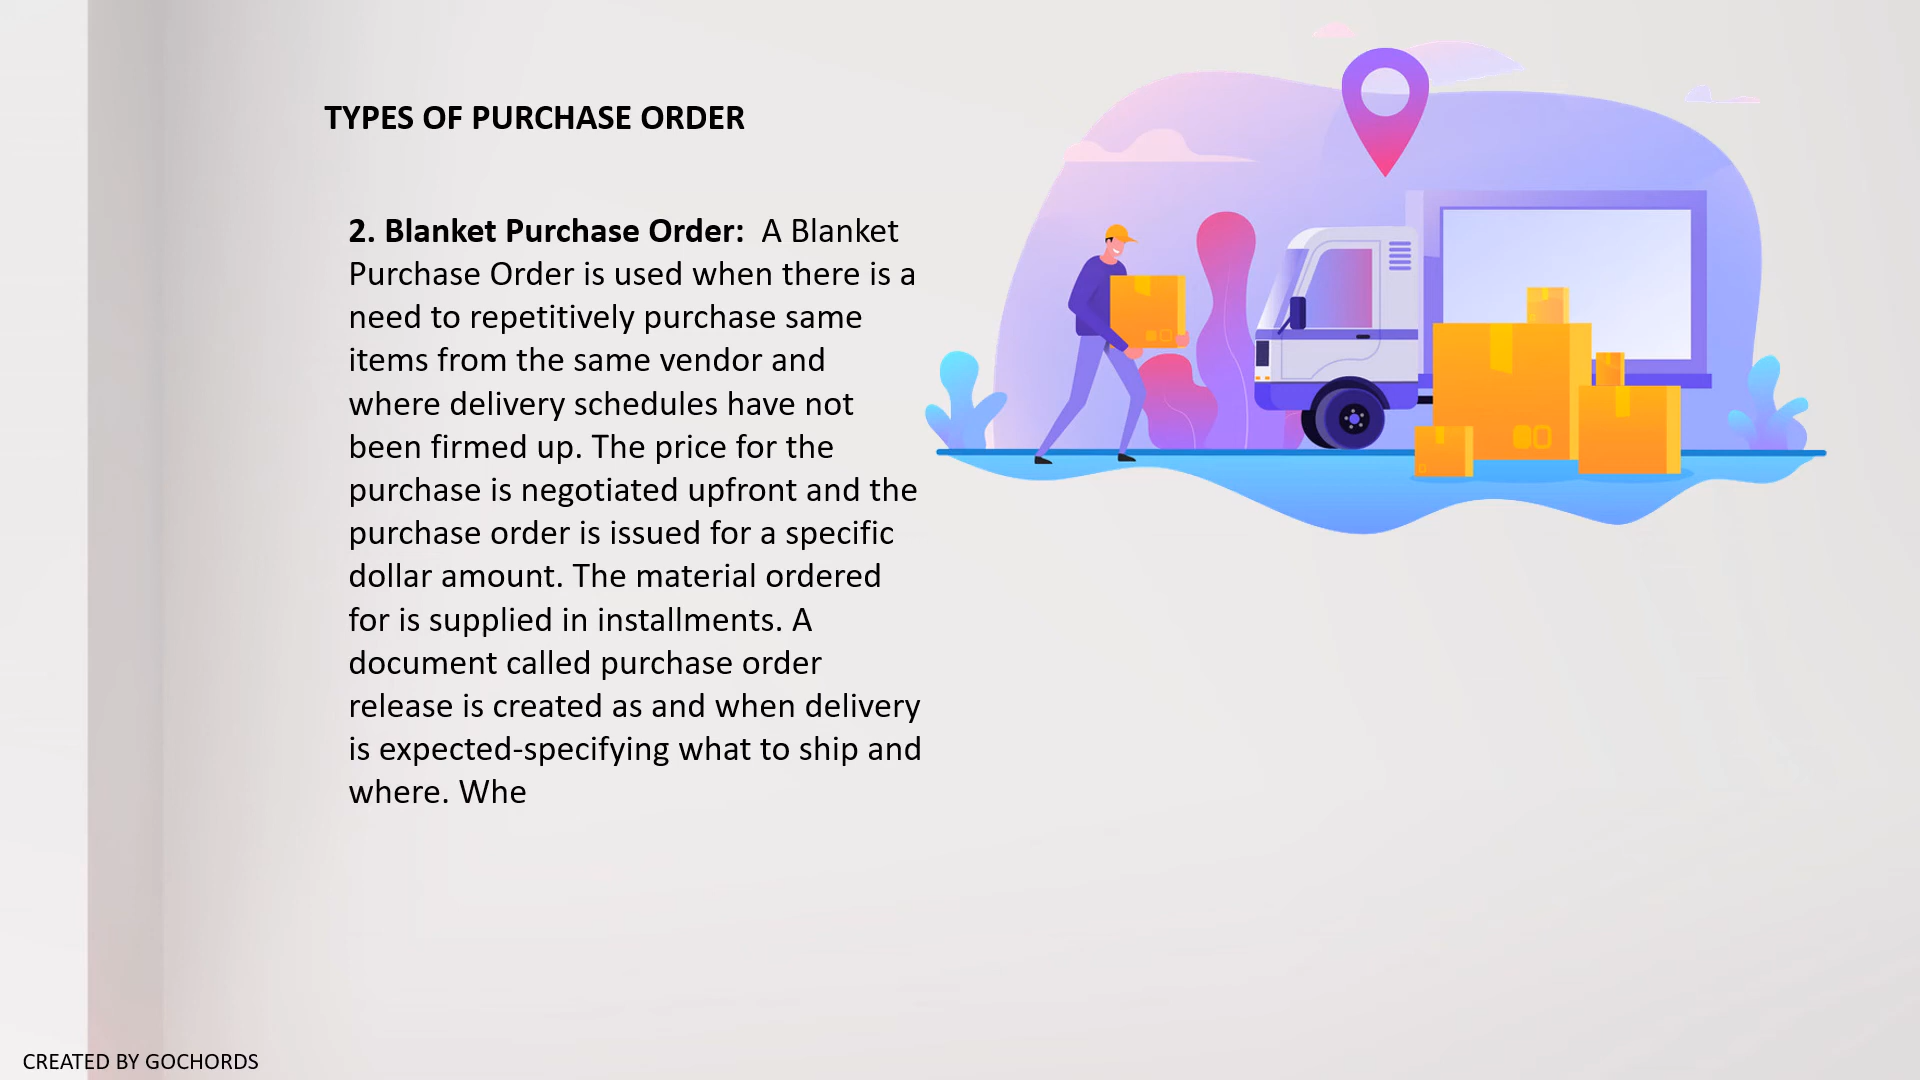 TYPES OF PURCHASE ORDER
2. Blanket Purchase Order:  A Blanket
Purchase Order is used when there is a
need to repetitively purchase same
items from the same vendor and
where delivery schedules have not
been firmed up. The price for the
purchase is negotiated upfront and the
purchase order is issued for a specific
dollar amount. The material ordered
for is supplied in installments. A
document called purchase order
release is created as and when delivery
is expected-specifying what to ship and
where. Whe
CREATED BY GOCHORDS